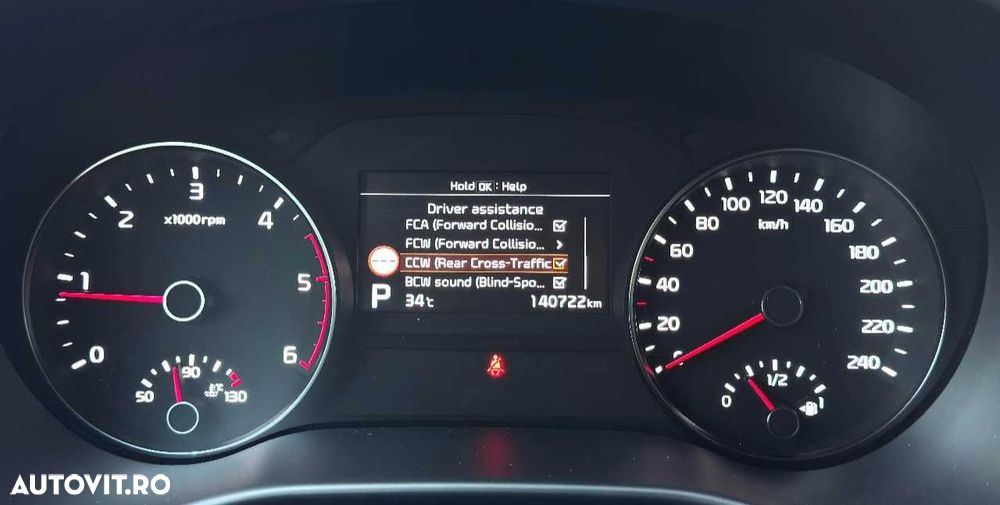 Hold OK : Help
Driver assistance
FCA (Forward Collisio...
FCW (Forward Collisio...
CCW (Rear Cross-Traffic
BCW sound (Blind-Spo...
P 34°C 140722km
0 1 2 3 4 5 6
x1000rpm
50 90 130
0 20 40 60 80 100 120 140 160 180 200 220 240
km/h
0 1/2 1
AUTOVIT.RO